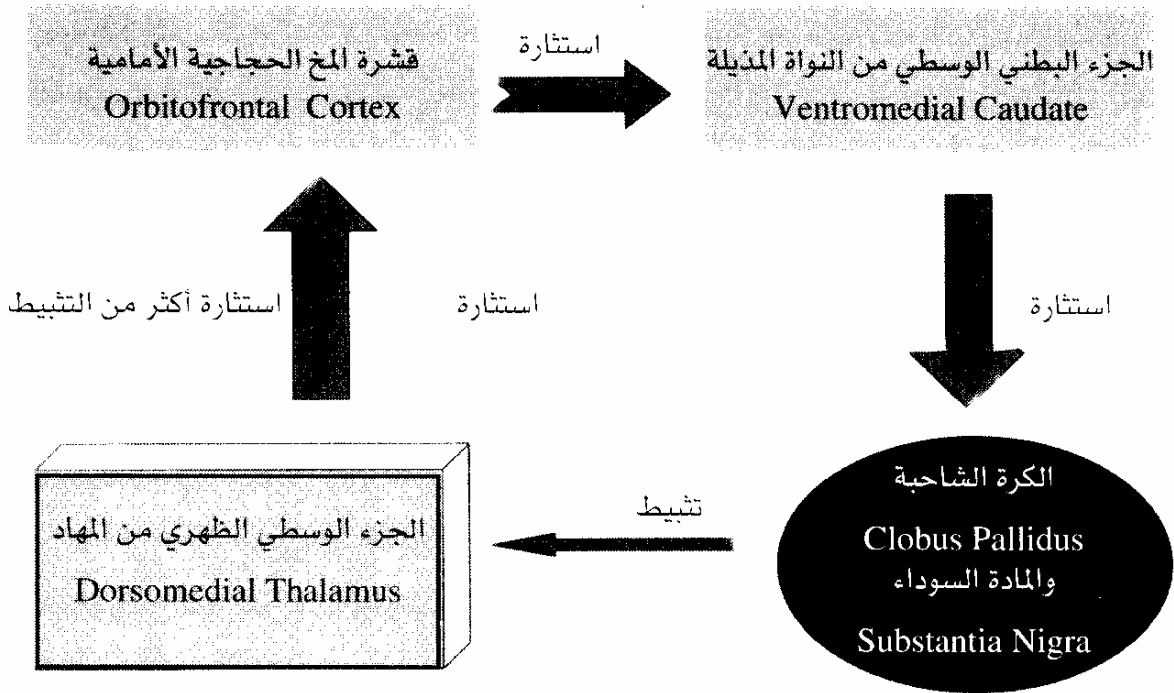 قشرة المخ الحجاجية الأمامية
Orbitofrontal Cortex
استثارة
الجزء البطني الوسطي من النواة المذيلة
Ventromedial Caudate
استثارة أكثر من التثبيط
استثارة
استثارة
الجزء الوسطي الظهري من المهاد
Dorsomedial Thalamus
تثبيط
الكرة الشاحبة
Clobus Pallidus
والمادة السوداء
Substantia Nigra